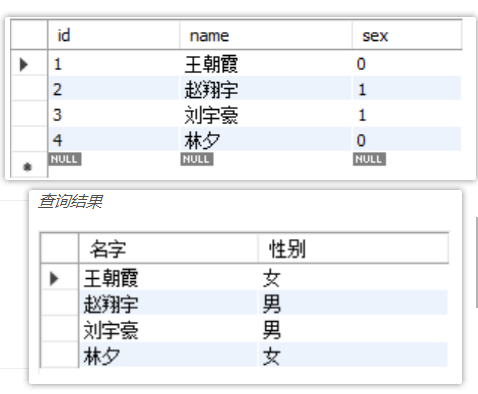 id name sex
1 王朝霞 0
2 赵翔宇 1
3 刘宇豪 1
4 林夕 0
NULL NULL NULL
查询结果
名字 性别
王朝霞 女
赵翔宇 男
刘宇豪 男
林夕 女